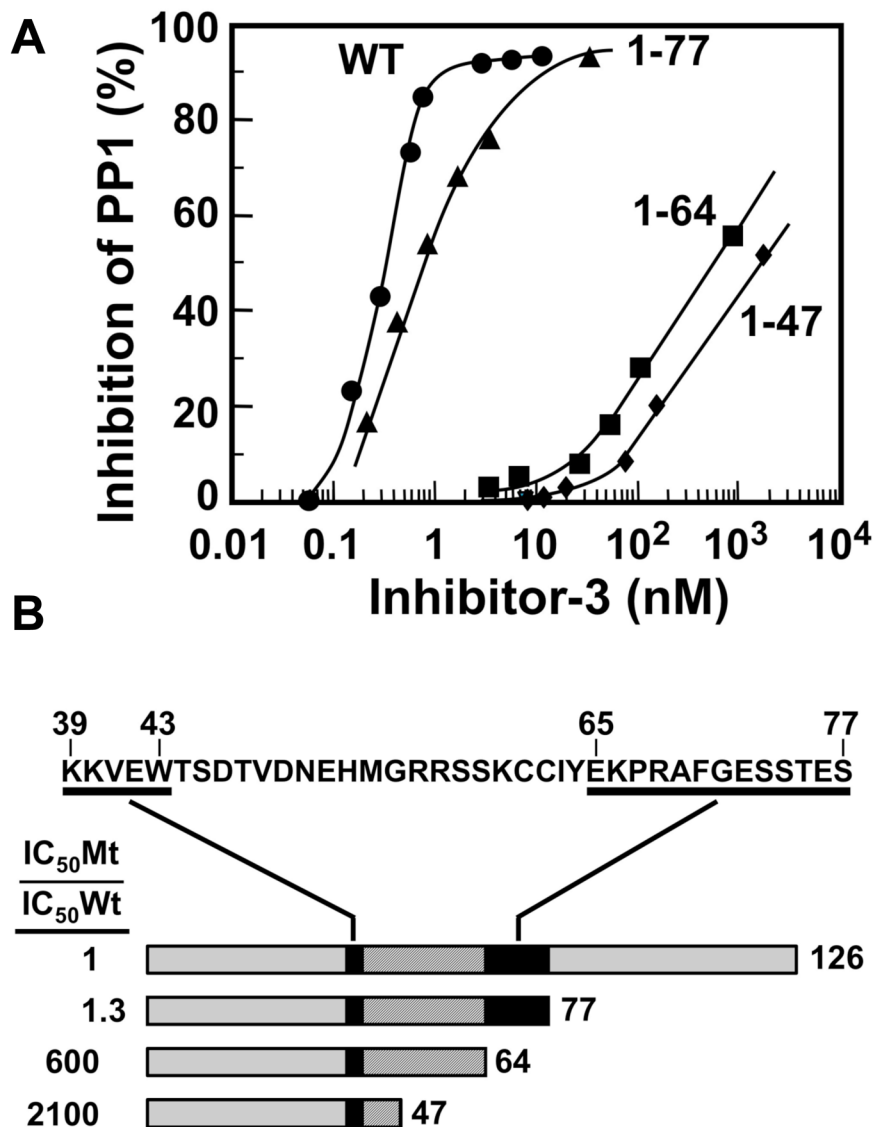 A
Inhibition of PP1 (%)
100
80
60
40
20
0
WT
1-77
1-64
1-47
0.01 0.1 1 10 10² 10³ 10⁴
Inhibitor-3 (nM)
B
39 43 65 77
KKVEWTSDTVDNEHMGRRSSKCCIYEKPRAFGESSTES
IC₅₀Mt
IC₅₀Wt
1 126
1.3 77
600 64
2100 47